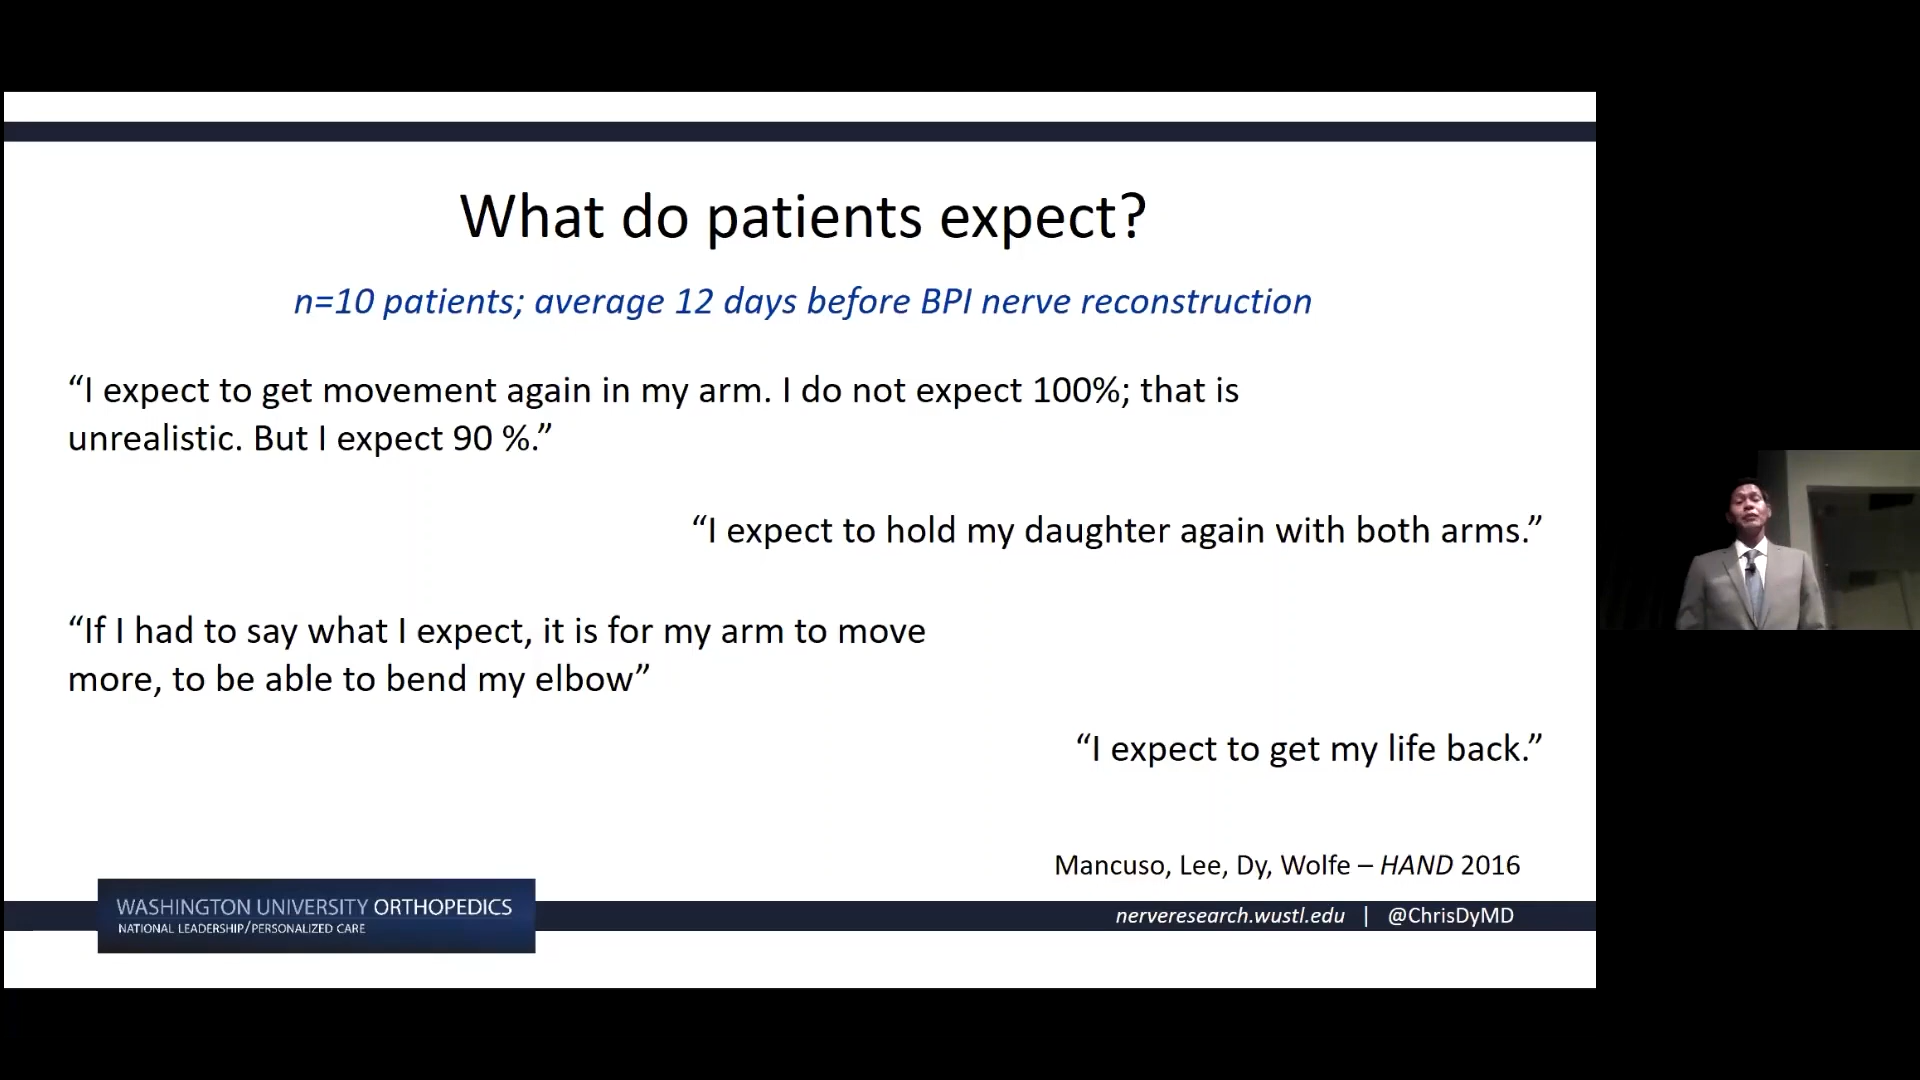 What do patients expect?
n=10 patients; average 12 days before BPI nerve reconstruction
“I expect to get movement again in my arm. I do not expect 100%; that is
unrealistic. But I expect 90 %.”
“I expect to hold my daughter again with both arms.”
“If I had to say what I expect, it is for my arm to move
more, to be able to bend my elbow”
“I expect to get my life back.”
Mancuso, Lee, Dy, Wolfe – HAND 2016
WASHINGTON UNIVERSITY ORTHOPEDICS
NATIONAL LEADERSHIP/PERSONALIZED CARE
nerveresearch.wustl.edu | @ChrisDyMD